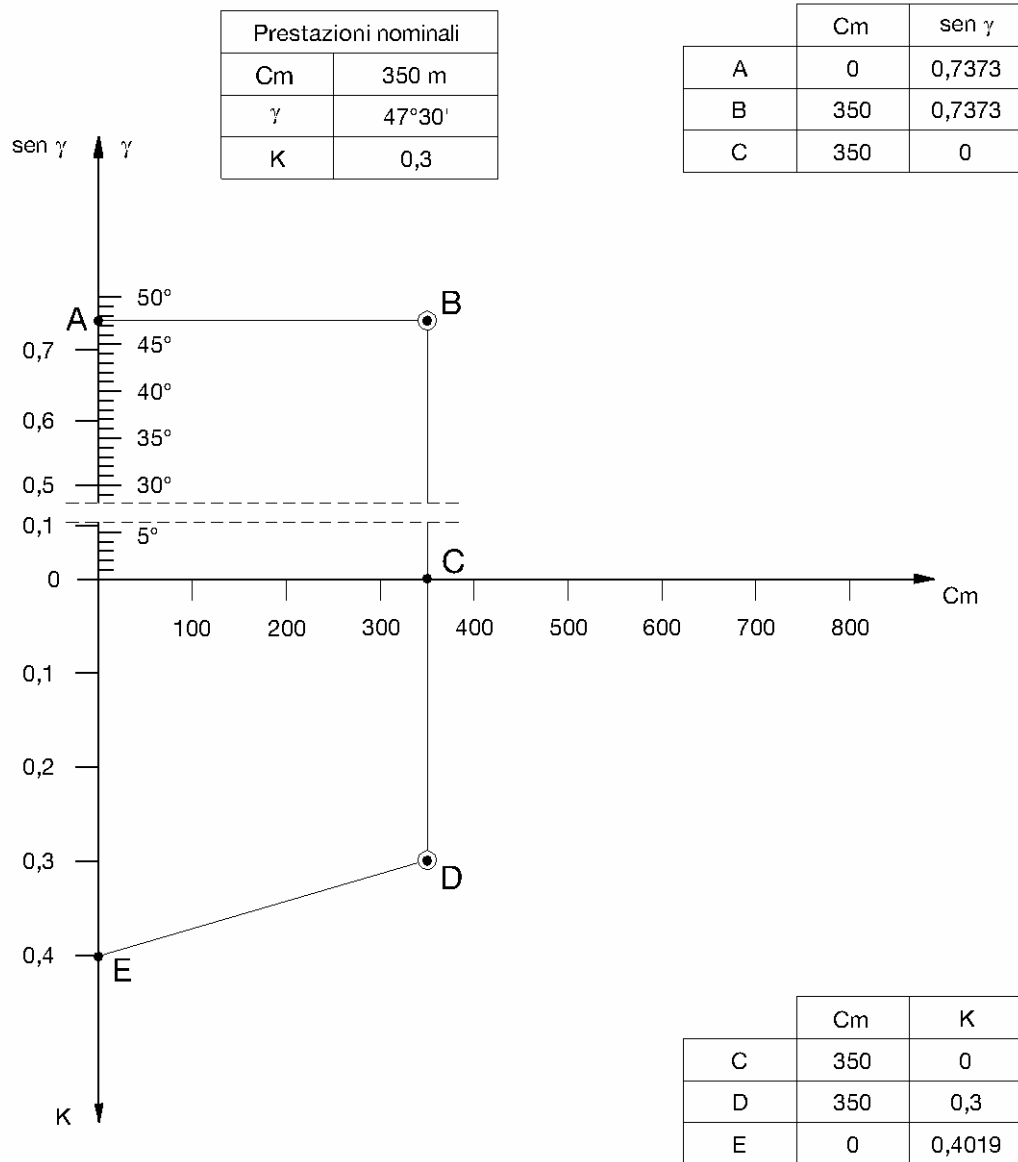 Prestazioni nominali
Cm 350 m
γ 47°30'
K 0,3
Cm sen γ
A 0 0,7373
B 350 0,7373
C 350 0
sen γ γ
50°
A B
0,7 45°
40°
0,6
35°
0,5 30°
0,1 5°
C
0
Cm
100 200 300 400 500 600 700 800
0,1
0,2
0,3
D
0,4
E
K
Cm K
C 350 0
D 350 0,3
E 0 0,4019